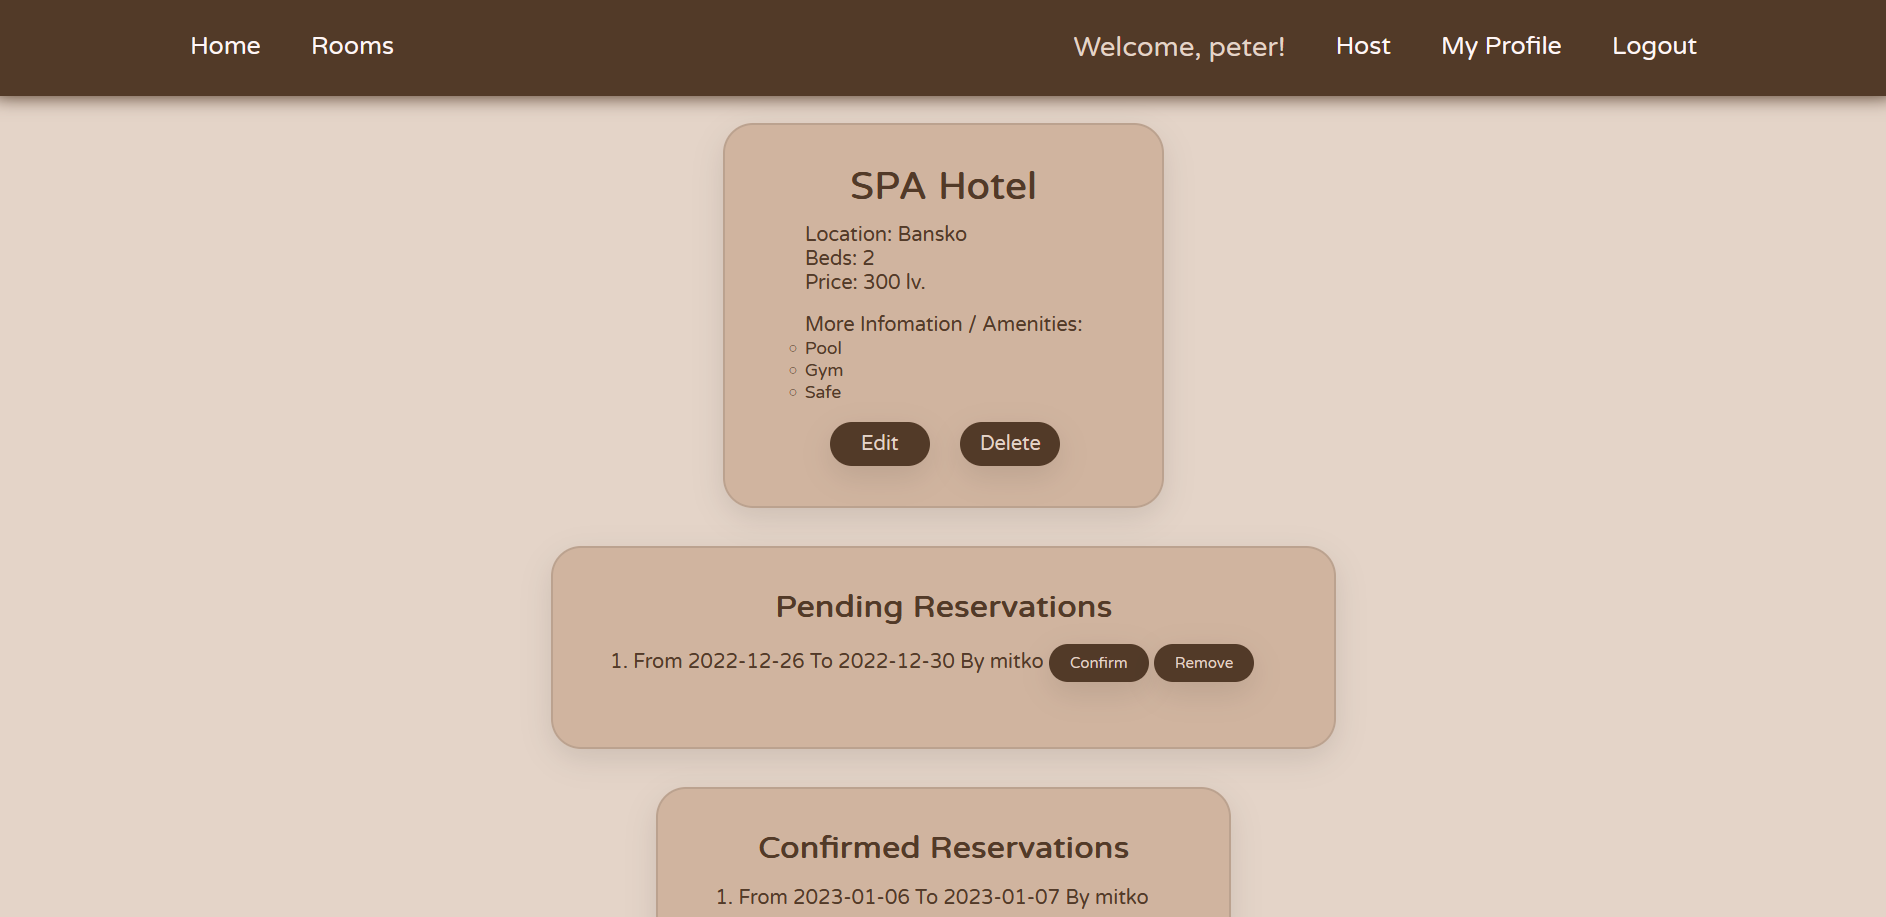 Home Rooms Welcome, peter! Host My Profile Logout
SPA Hotel
Location: Bansko
Beds: 2
Price: 300 lv.
More Infomation / Amenities:
Pool
Gym
Safe
Edit Delete
Pending Reservations
1. From 2022-12-26 To 2022-12-30 By mitko Confirm Remove
Confirmed Reservations
1. From 2023-01-06 To 2023-01-07 By mitko